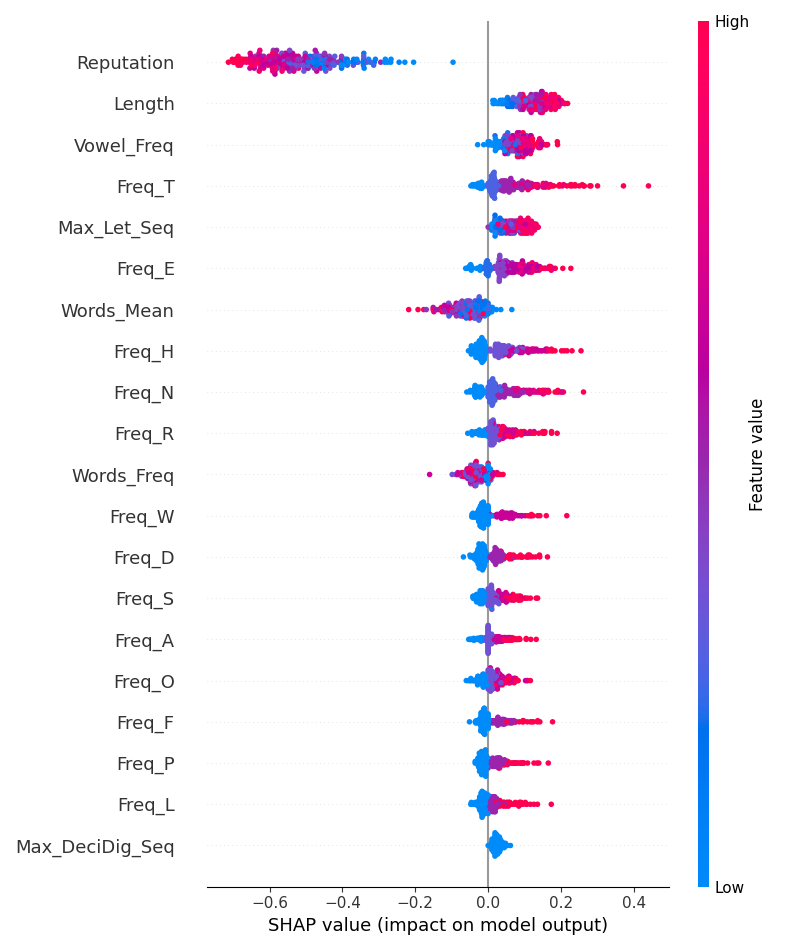 High
Reputation
Length
Vowel_Freq
Freq_T
Max_Let_Seq
Freq_E
Words_Mean
Freq_H
Freq_N
Freq_R
Words_Freq
Freq_W
Freq_D
Freq_S
Freq_A
Freq_O
Freq_F
Freq_P
Freq_L
Max_DeciDig_Seq
Feature value
Low
−0.6 −0.4 −0.2 0.0 0.2 0.4
SHAP value (impact on model output)